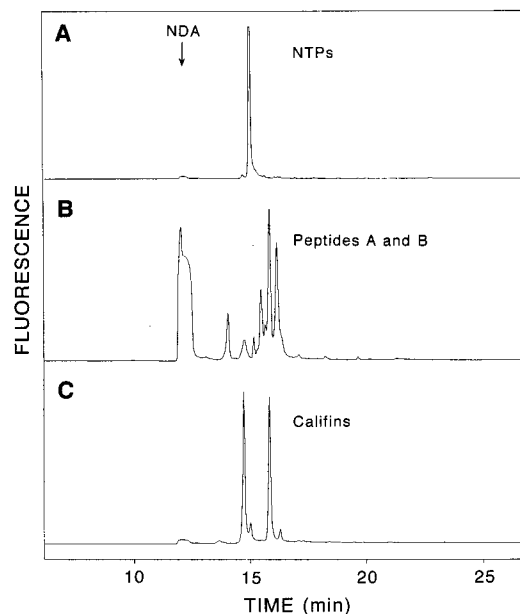 A
NDA
NTPs
B
Peptides A and B
C
Califins
FLUORESCENCE
10 15 20 25
TIME (min)